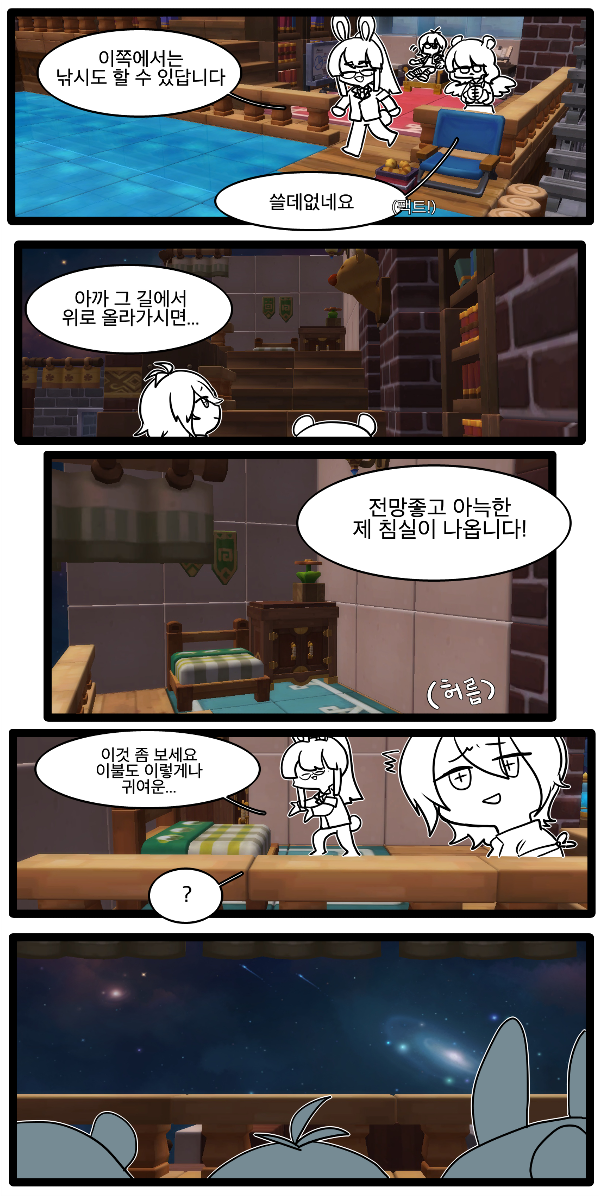 이쪽에서는
낚시도 할 수 있답니다
쓸데없네요
(팩트!)
아까 그 길에서
위로 올라가시면...
전망좋고 아늑한
제 침실이 나옵니다!
(허름)
이것 좀 보세요
이불도 이렇게나
귀여운...
?